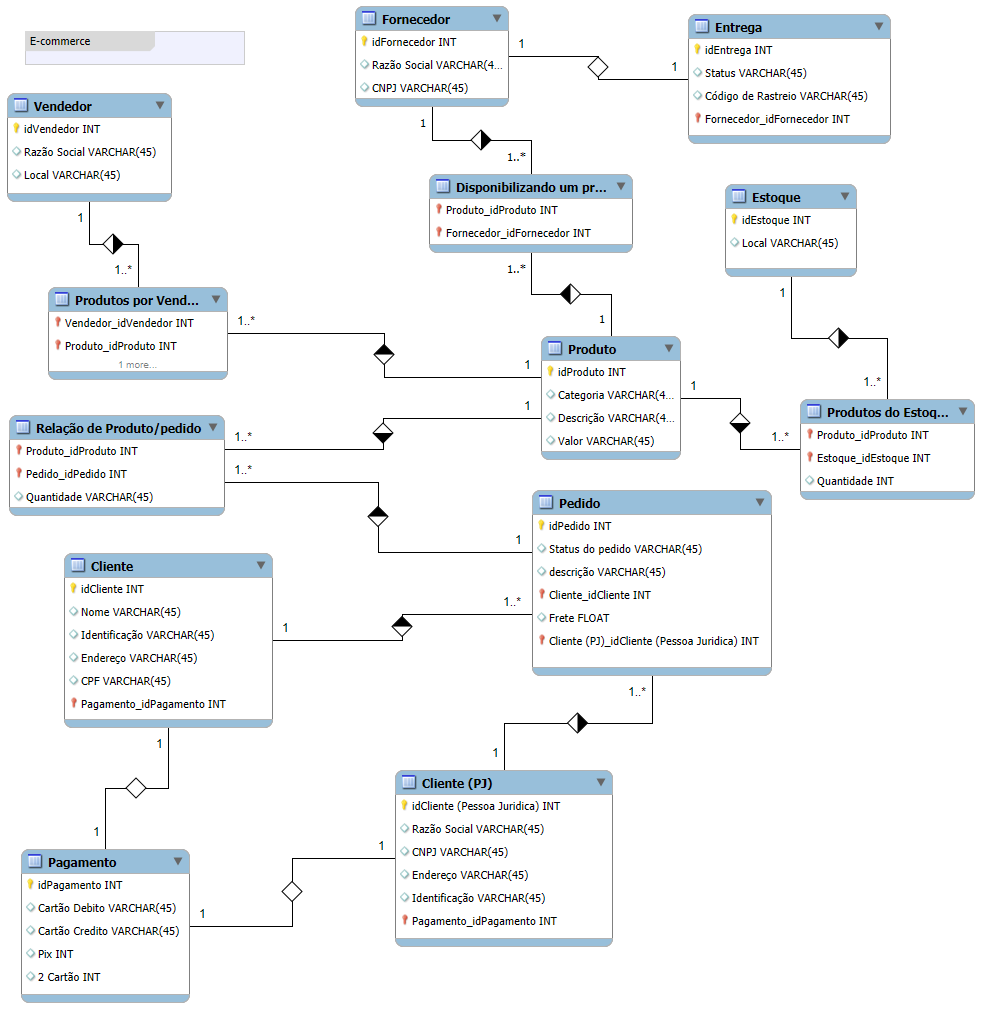 E-commerce
Fornecedor
idFornecedor INT
Razão Social VARCHAR(4...
CNPJ VARCHAR(45)
Entrega
idEntrega INT
Status VARCHAR(45)
Código de Rastreio VARCHAR(45)
Fornecedor_idFornecedor INT
1
1
Vendedor
idVendedor INT
Razão Social VARCHAR(45)
Local VARCHAR(45)
1
1..*
Disponibilizando um pr...
Produto_idProduto INT
Fornecedor_idFornecedor INT
Estoque
idEstoque INT
Local VARCHAR(45)
1
1..*
1..*
1
1
1..*
Produtos por Vend...
Vendedor_idVendedor INT
Produto_idProduto INT
1 more...
1..*
1
Produto
idProduto INT
Categoria VARCHAR(4...
Descrição VARCHAR(4...
Valor VARCHAR(45)
1
1..*
Produtos do Estoq...
Produto_idProduto INT
Estoque_idEstoque INT
Quantidade INT
Relação de Produto/pedido
Produto_idProduto INT
Pedido_idPedido INT
Quantidade VARCHAR(45)
1..*
1
1..*
1
Pedido
idPedido INT
Status do pedido VARCHAR(45)
descrição VARCHAR(45)
Cliente_idCliente INT
Frete FLOAT
Cliente (PJ)_idCliente (Pessoa Juridica) INT
Cliente
idCliente INT
Nome VARCHAR(45)
Identificação VARCHAR(45)
Endereço VARCHAR(45)
CPF VARCHAR(45)
Pagamento_idPagamento INT
1
1..*
1..*
1
1
1
Cliente (PJ)
idCliente (Pessoa Juridica) INT
Razão Social VARCHAR(45)
CNPJ VARCHAR(45)
Endereço VARCHAR(45)
Identificação VARCHAR(45)
Pagamento_idPagamento INT
Pagamento
idPagamento INT
Cartão Debito VARCHAR(45)
Cartão Credito VARCHAR(45)
Pix INT
2 Cartão INT
1
1